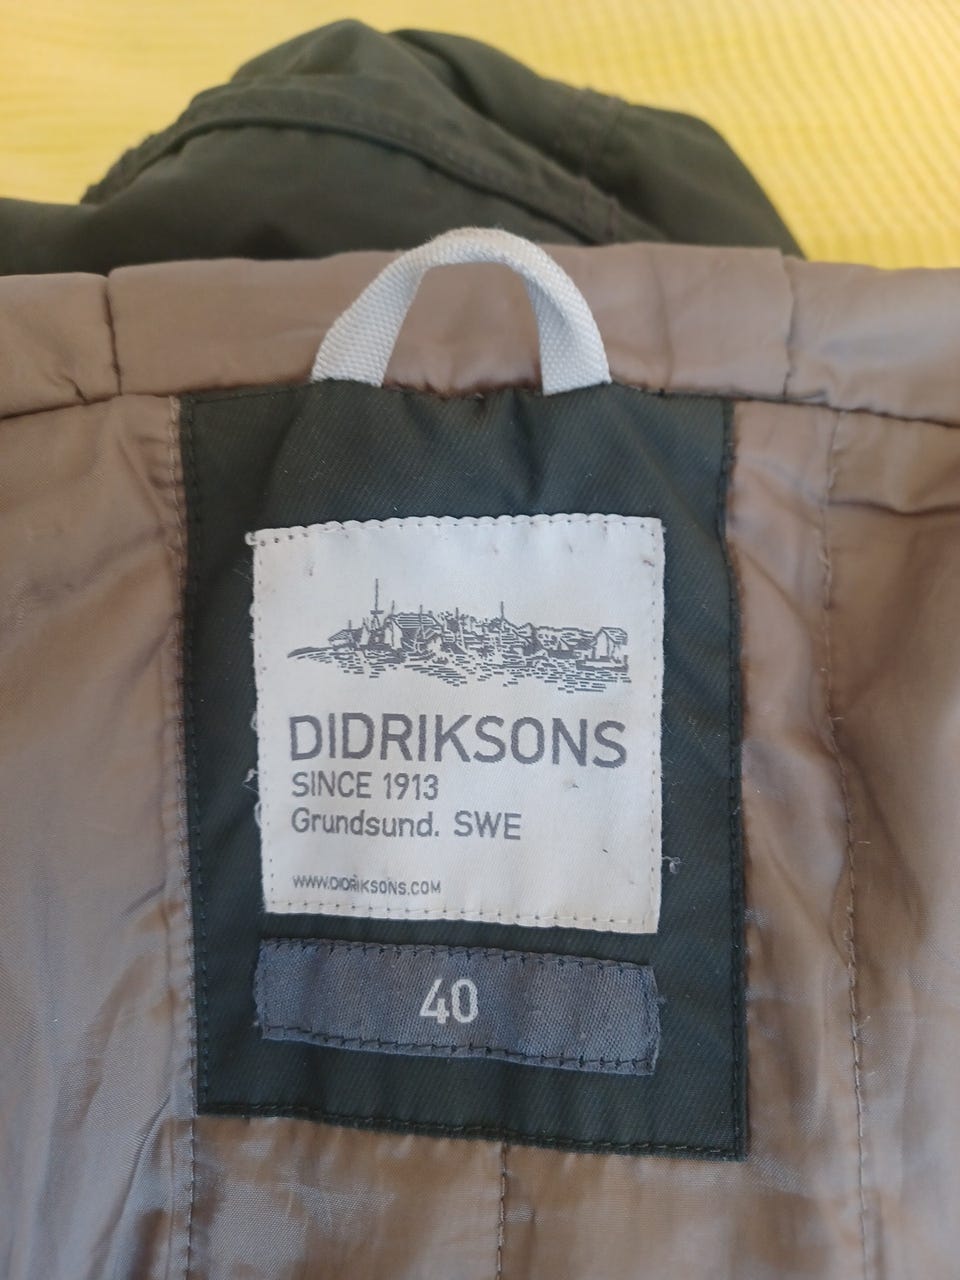 DIDRIKSONS
SINCE 1913
Grundsund. SWE
WWW.DIDRIKSONS.COM
40